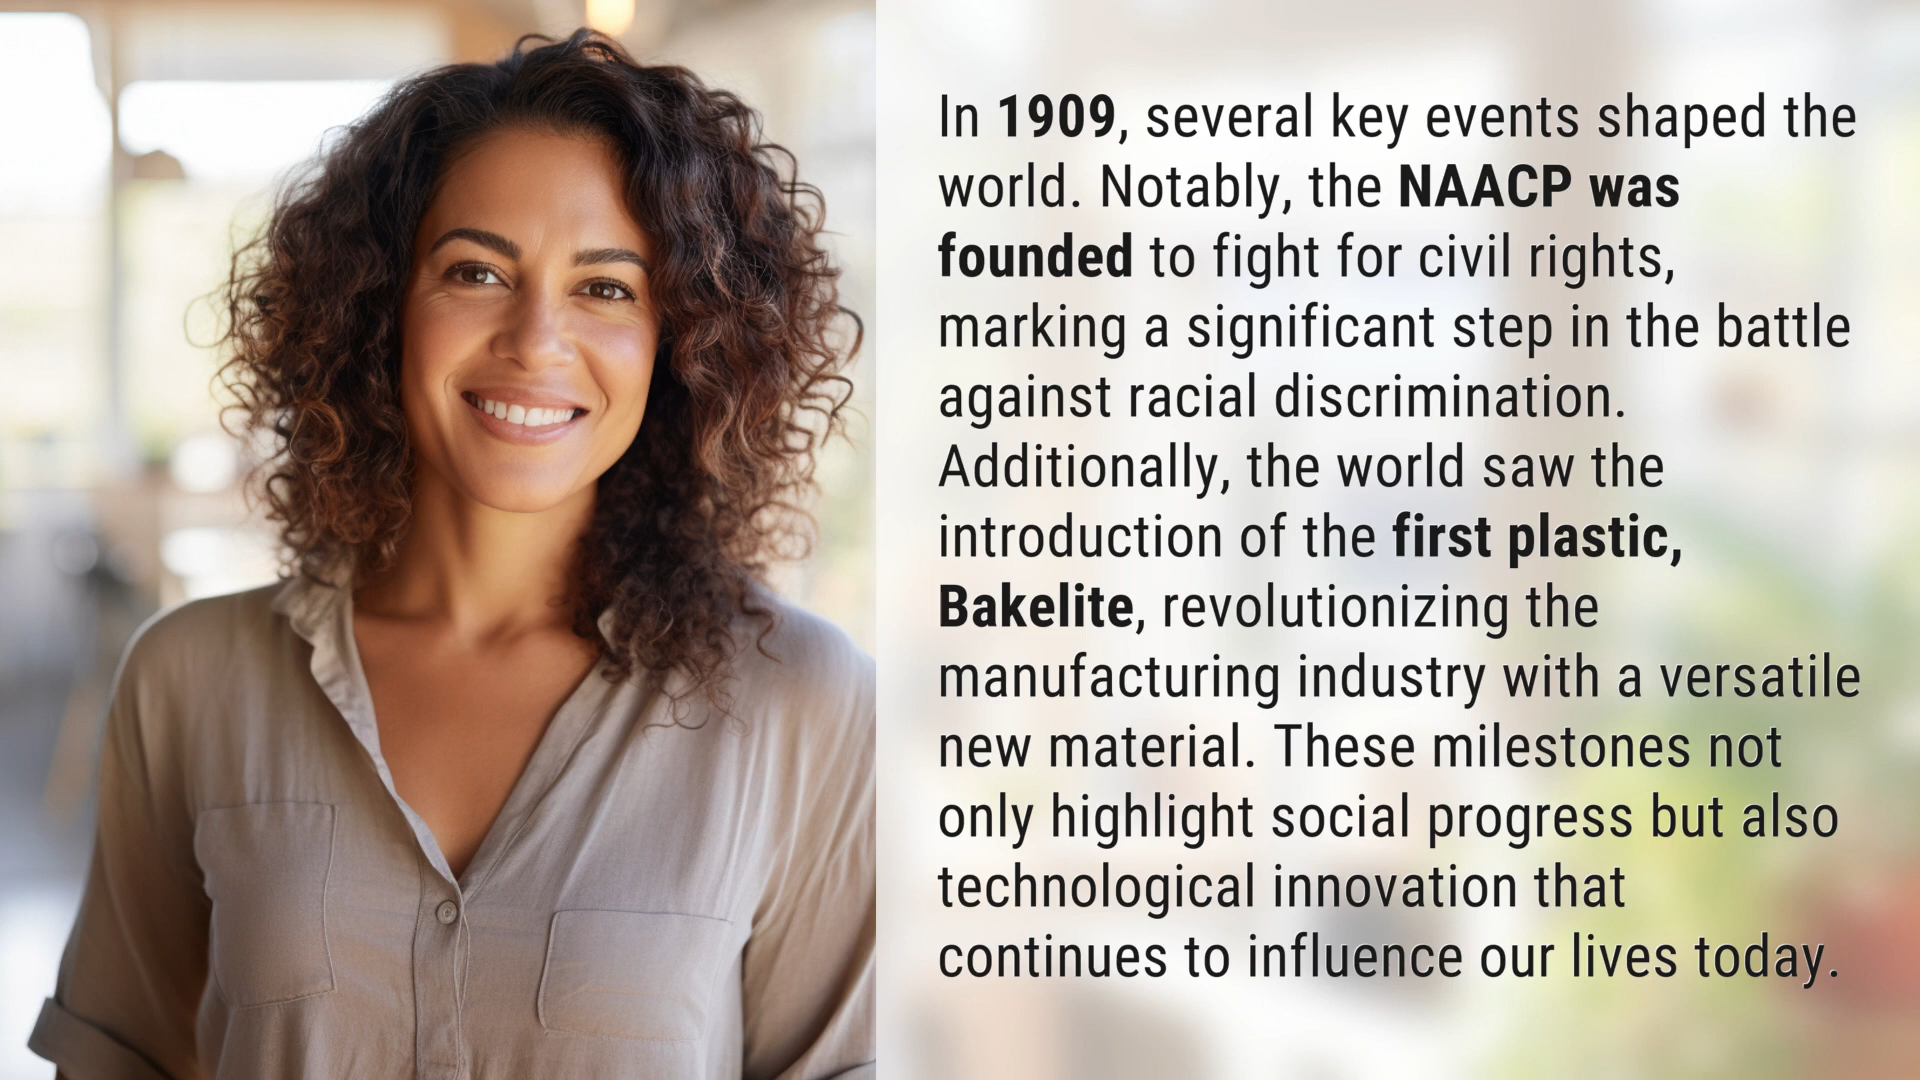 In 1909, several key events shaped the
world. Notably, the NAACP was
founded to fight for civil rights,
marking a significant step in the battle
against racial discrimination.
Additionally, the world saw the
introduction of the first plastic,
Bakelite, revolutionizing the
manufacturing industry with a versatile
new material. These milestones not
only highlight social progress but also
technological innovation that
continues to influence our lives today.